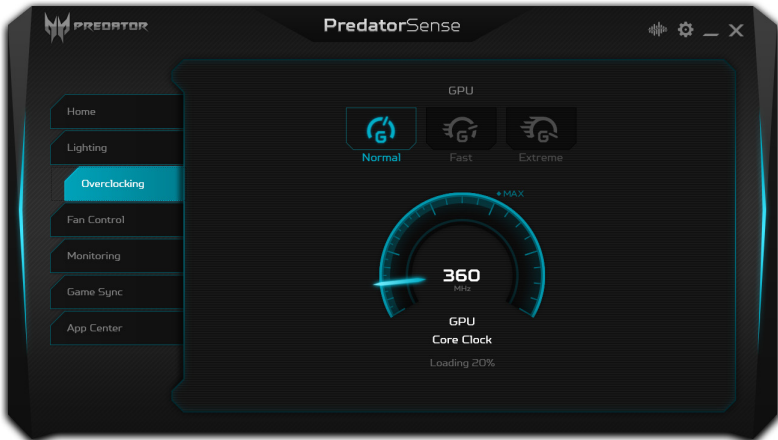 PREDATOR
PredatorSense
Home
Lighting
Overclocking
Fan Control
Monitoring
Game Sync
App Center
GPU
G
G
G
Normal
Fast
Extreme
MAX
360
MHz
GPU
Core Clock
Loading 20%